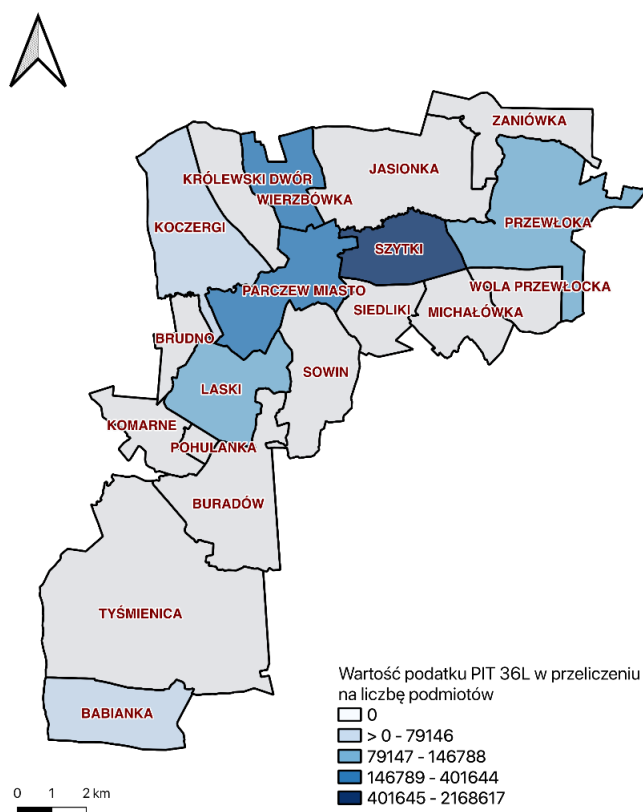 ZANIÓWKA
JASIONKA
KRÓLEWSKI DWÓR
WIERZBÓWKA
KOCZERGI
PRZEWŁOKA
SZYTKI
PARCZEW MIASTO
WOLA PRZEWŁOCKA
SIEDLIKI
MICHAŁÓWKA
BRUDNO
SOWIN
LASKI
KOMARNE
POHULANKA
BURADÓW
TYŚMIENICA
BABIANKA
Wartość podatku PIT 36L w przeliczeniu
na liczbę podmiotów
0
> 0 - 79146
79147 - 146788
146789 - 401644
401645 - 2168617
0 1 2 km